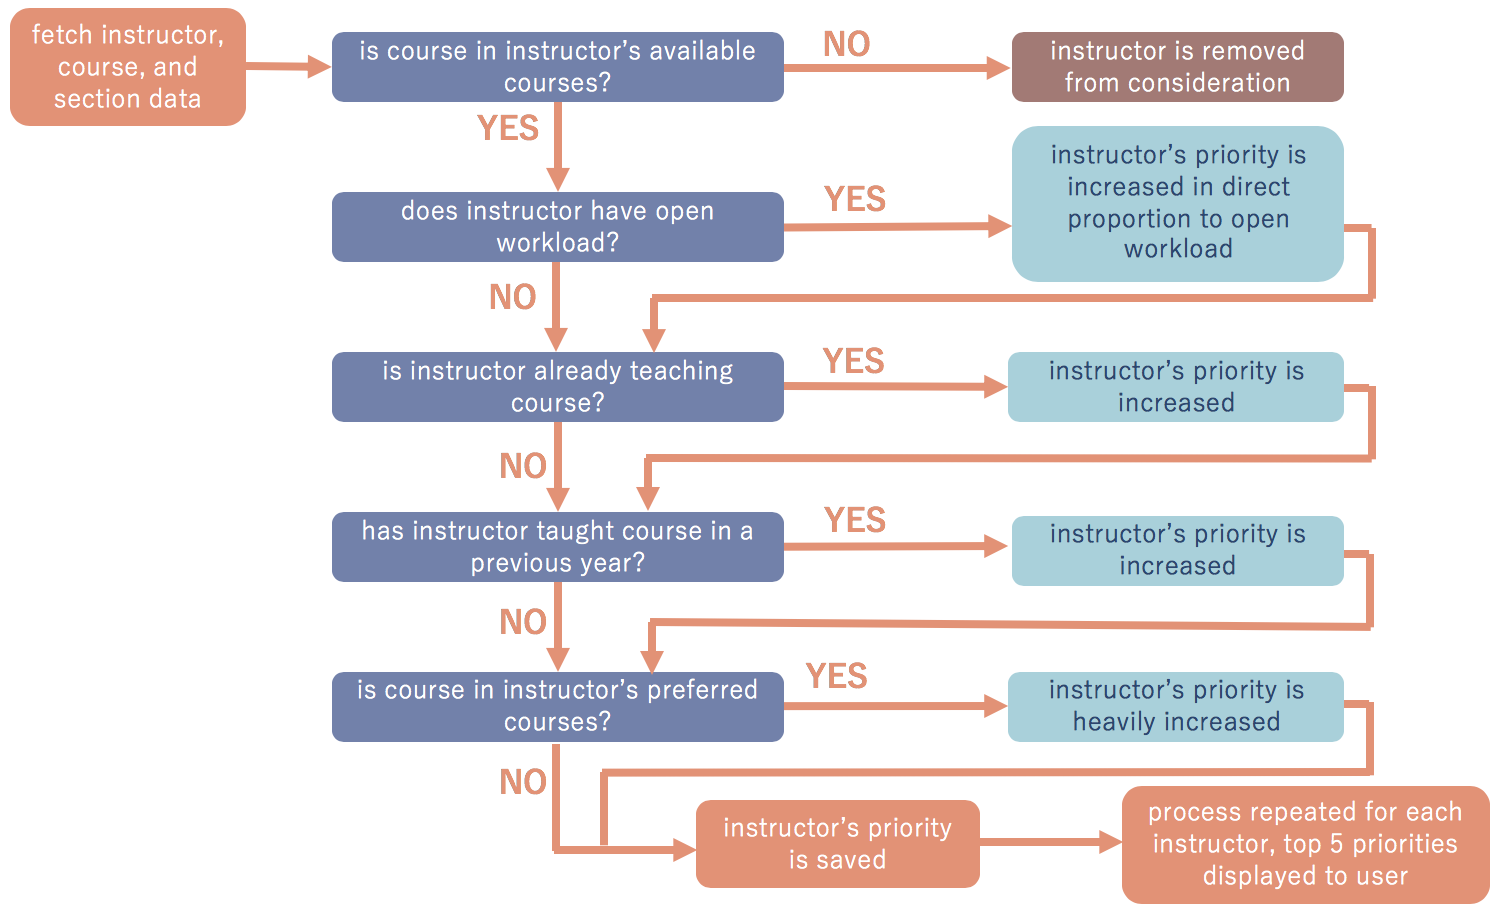 fetch instructor,
course, and
section data
is course in instructor's available
courses?
NO
instructor is removed
from consideration
YES
does instructor have open
workload?
YES
instructor's priority is
increased in direct
proportion to open
workload
NO
is instructor already teaching
course?
YES
instructor's priority is
increased
NO
has instructor taught course in a
previous year?
YES
instructor's priority is
increased
NO
is course in instructor's preferred
courses?
YES
instructor's priority is
heavily increased
NO
instructor's priority
is saved
process repeated for each
instructor, top 5 priorities
displayed to user